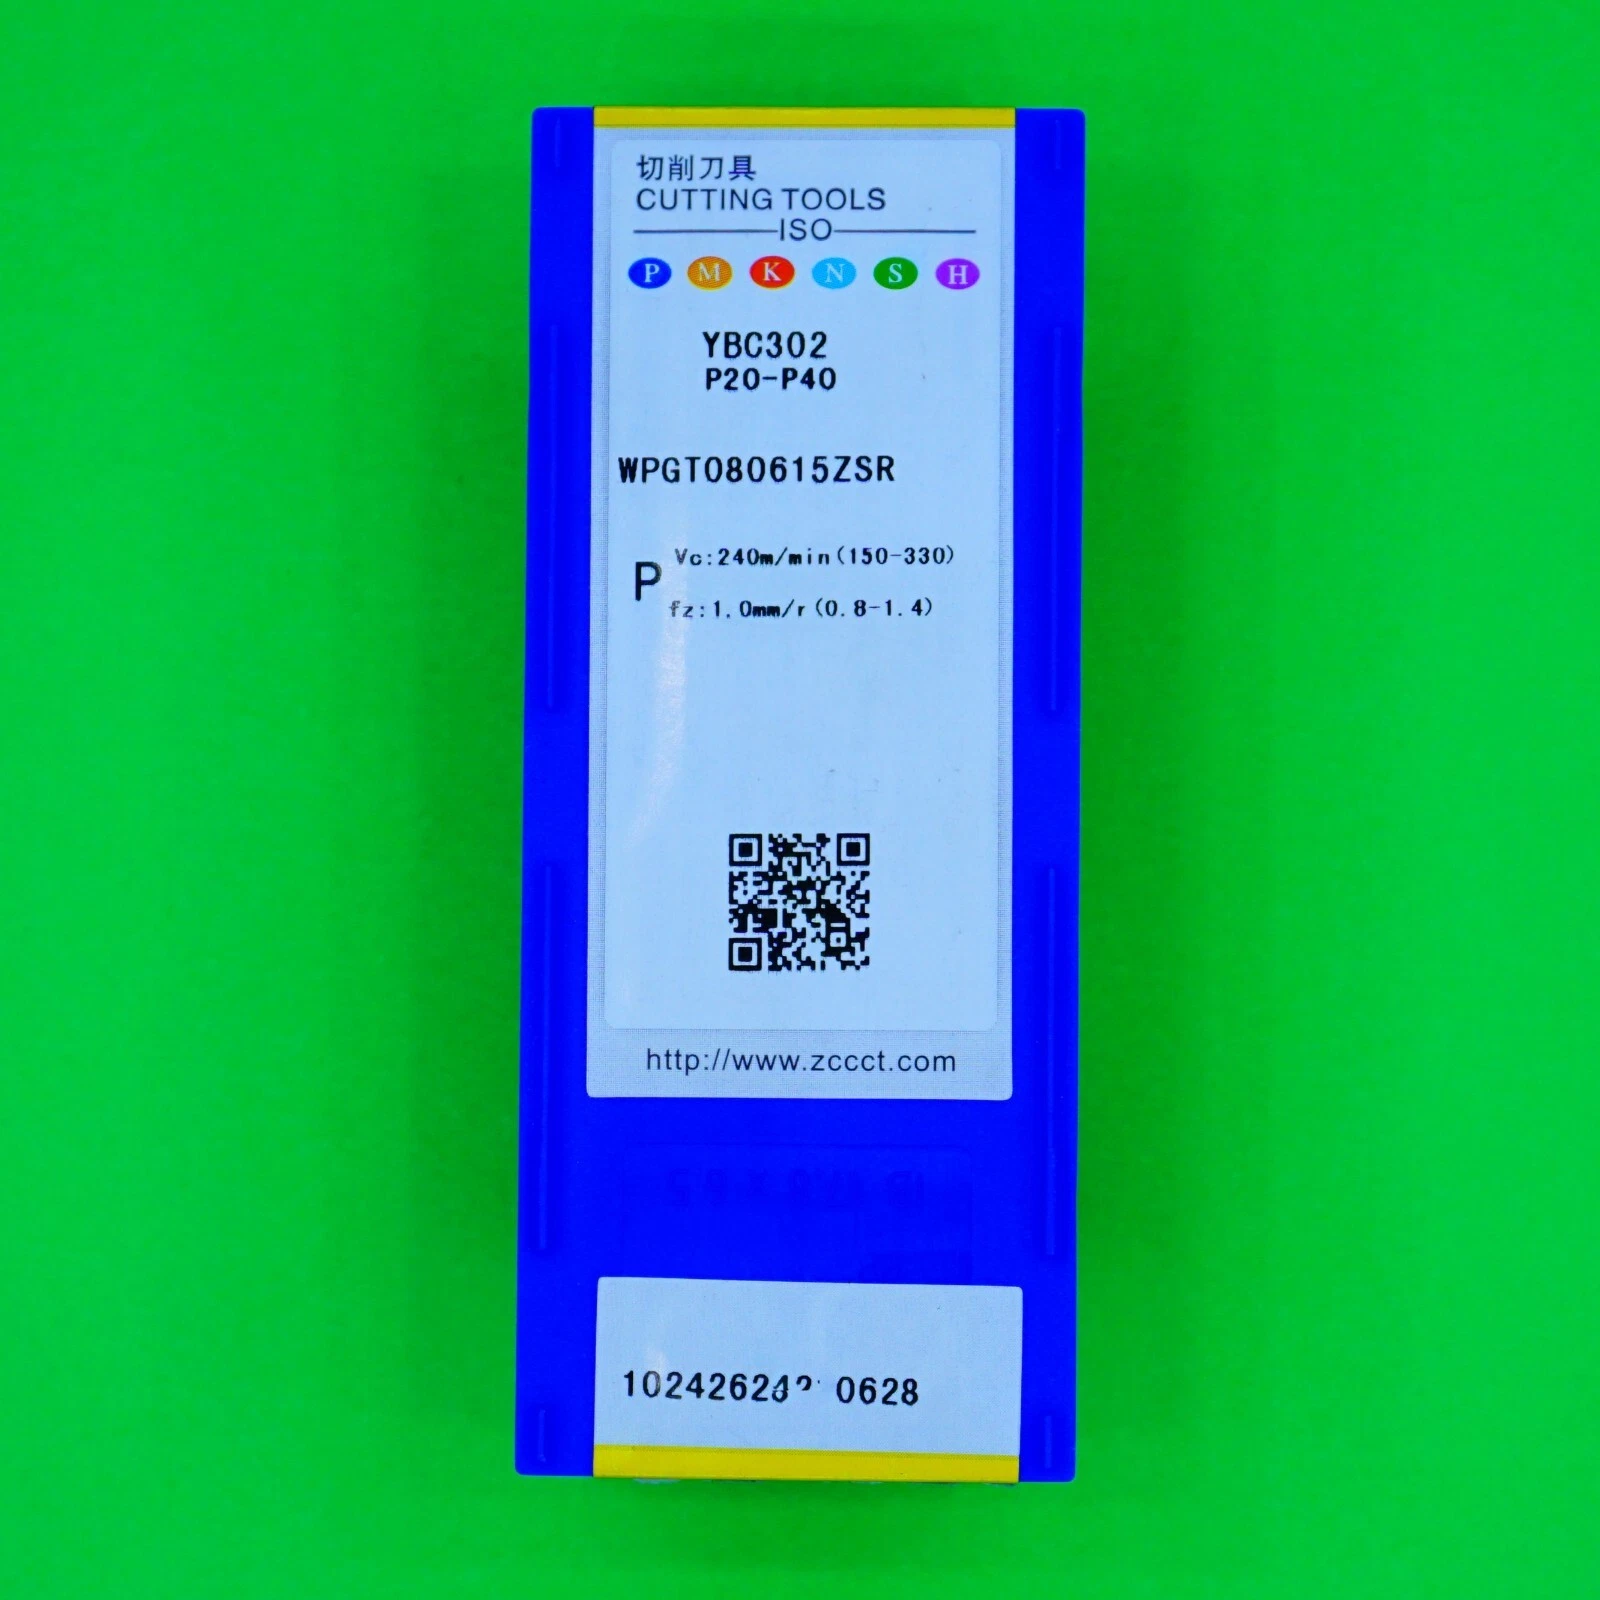 切削刀具
CUTTING TOOLS
ISO
P M K N S H
YBC302
P20-P40
WPGT080615ZSR
P
Vc:240m/min(150-330)
fz:1.0mm/r(0.8-1.4)
http://www.zccct.com
0628